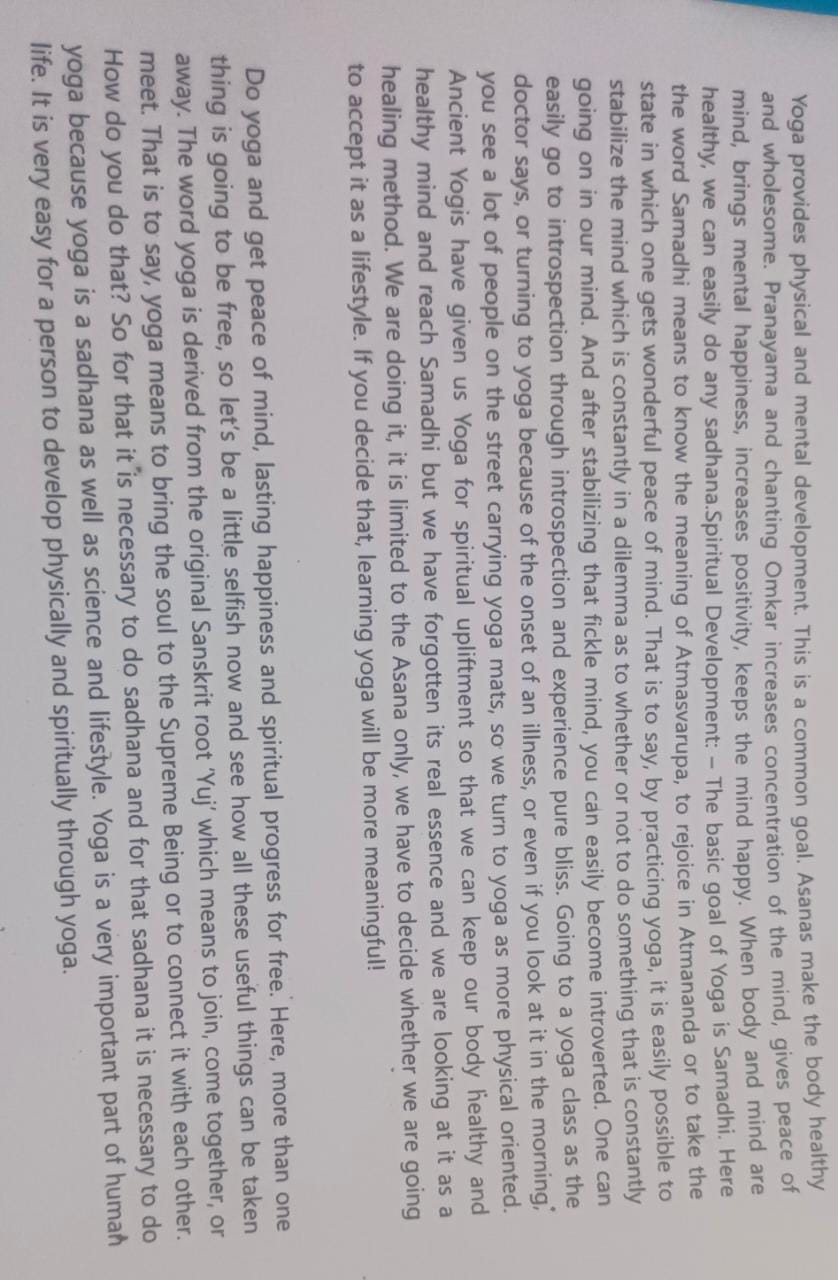 Yoga provides physical and mental development. This is a common goal. Asanas make the body healthy
and wholesome. Pranayama and chanting Omkar increases concentration of the mind, gives peace of
mind, brings mental happiness, increases positivity, keeps the mind happy. When body and mind are
healthy, we can easily do any sadhana.Spiritual Development: – The basic goal of Yoga is Samadhi. Here
the word Samadhi means to know the meaning of Atmasvarupa, to rejoice in Atmananda or to take the
state in which one gets wonderful peace of mind. That is to say, by practicing yoga, it is easily possible to
stabilize the mind which is constantly in a dilemma as to whether or not to do something that is constantly
going on in our mind. And after stabilizing that fickle mind, you can easily become introverted. One can
easily go to introspection through introspection and experience pure bliss. Going to a yoga class as the
doctor says, or turning to yoga because of the onset of an illness, or even if you look at it in the morning,
you see a lot of people on the street carrying yoga mats, so we turn to yoga as more physical oriented.
Ancient Yogis have given us Yoga for spiritual upliftment so that we can keep our body healthy and
healthy mind and reach Samadhi but we have forgotten its real essence and we are looking at it as a
healing method. We are doing it, it is limited to the Asana only, we have to decide whether we are going
to accept it as a lifestyle. If you decide that, learning yoga will be more meaningful!
Do yoga and get peace of mind, lasting happiness and spiritual progress for free. Here, more than one
thing is going to be free, so let's be a little selfish now and see how all these useful things can be taken
away. The word yoga is derived from the original Sanskrit root 'Yuj' which means to join, come together, or
meet. That is to say, yoga means to bring the soul to the Supreme Being or to connect it with each other.
How do you do that? So for that it is necessary to do sadhana and for that sadhana it is necessary to do
yoga because yoga is a sadhana as well as science and lifestyle. Yoga is a very important part of human
life. It is very easy for a person to develop physically and spiritually through yoga.